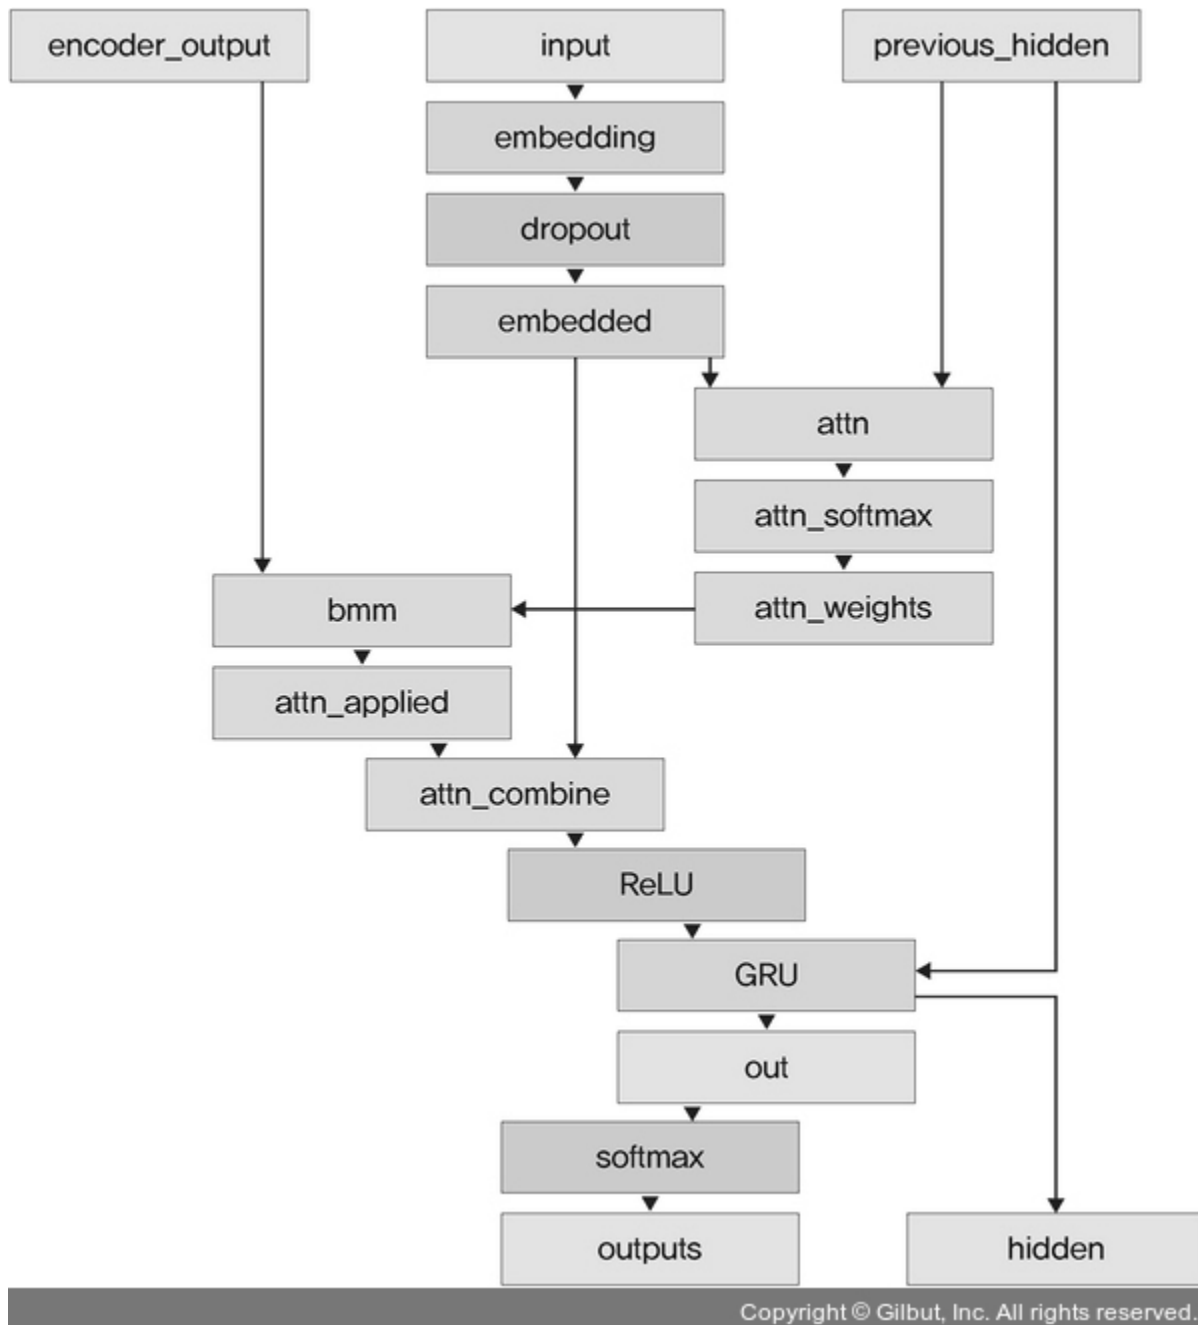 encoder_output
input
previous_hidden
embedding
dropout
embedded
attn
attn_softmax
bmm
attn_weights
attn_applied
attn_combine
ReLU
GRU
out
softmax
outputs
hidden
Copyright © Gilbut, Inc. All rights reserved.